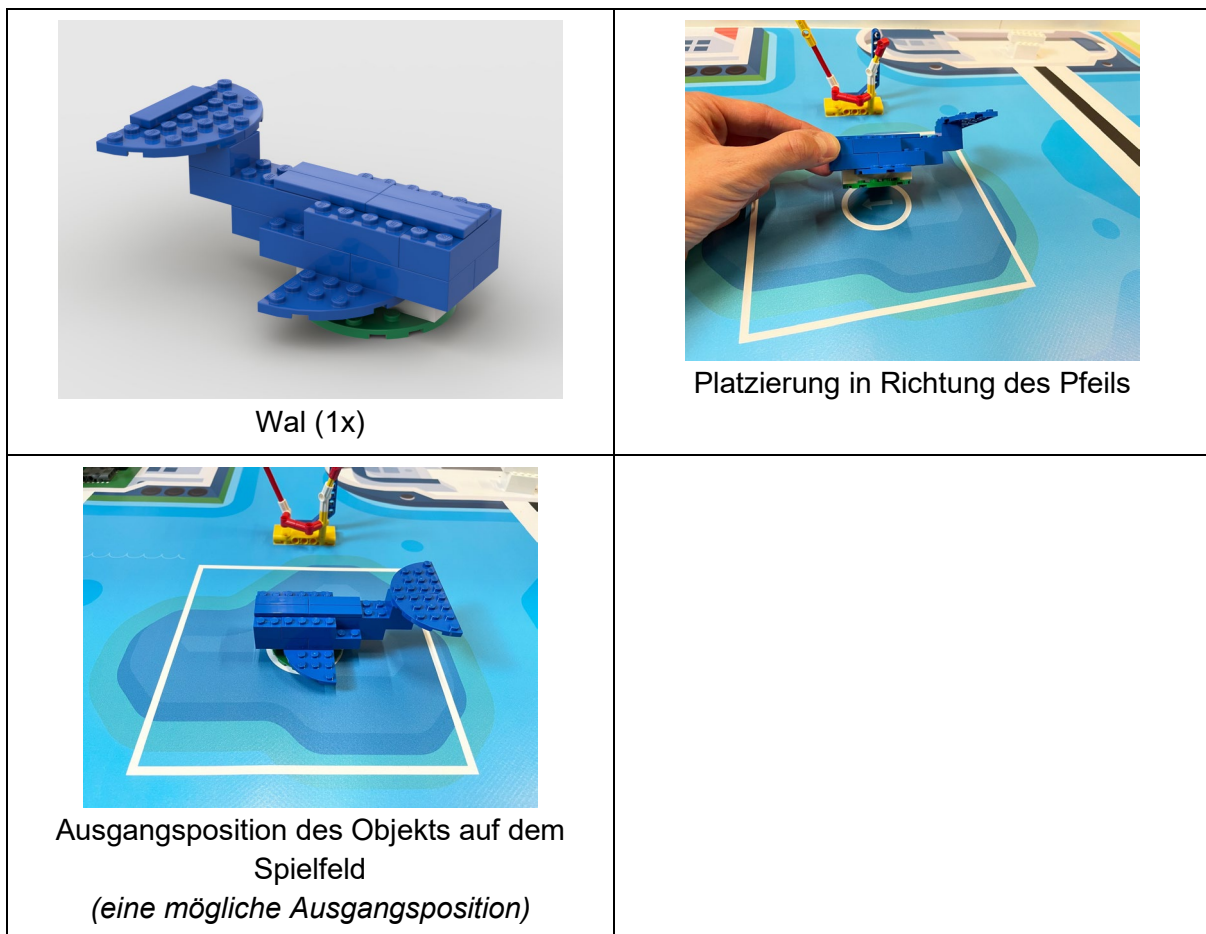 Wal (1x)
Platzierung in Richtung des Pfeils
Ausgangsposition des Objekts auf dem
Spielfeld
(eine mögliche Ausgangsposition)